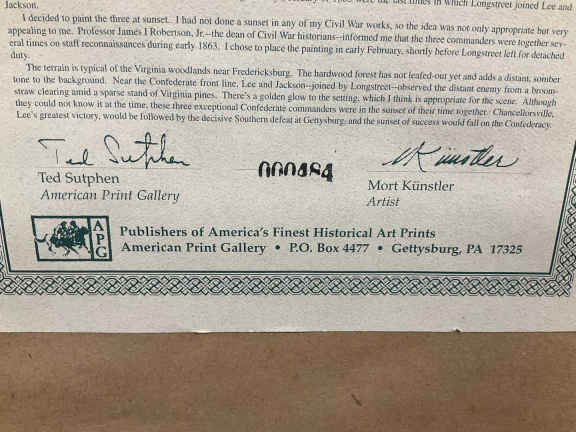 last times in which Longstreet joined Lee and
Jackson.
I decided to paint the three at sunset. I had not done a sunset in any of my Civil War works, so the idea was not only appropriate but very
appealing to me. Professor James I Robertson, Jr.--the dean of Civil War historians--informed me that the three commanders were together sev-
eral times on staff reconnaissances during early 1863. I chose to place the painting in early February, shortly before Longstreet left for detached
duty.
The terrain is typical of the Virginia woodlands near Fredericksburg. The hardwood forest has not leafed-out yet and adds a distant, somber
tone to the background. Near the Confederate front line, Lee and Jackson--joined by Longstreet--observed the distant enemy from a broom-
straw clearing amid a sparse stand of Virginia pines. There's a golden glow to the setting, which I think is appropriate for the scene. Although
they could not know it at the time, these three exceptional Confederate commanders were in the sunset of their time together. Chancellorsville,
Lee's greatest victory, would be followed by the decisive Southern defeat at Gettysburg, and the sunset of success would fall on the Confederacy.
Ted Sutphen
000484
MKünstler
Ted Sutphen
American Print Gallery
Mort Künstler
Artist
APG
Publishers of America's Finest Historical Art Prints
American Print Gallery • P.O. Box 4477 • Gettysburg, PA 17325